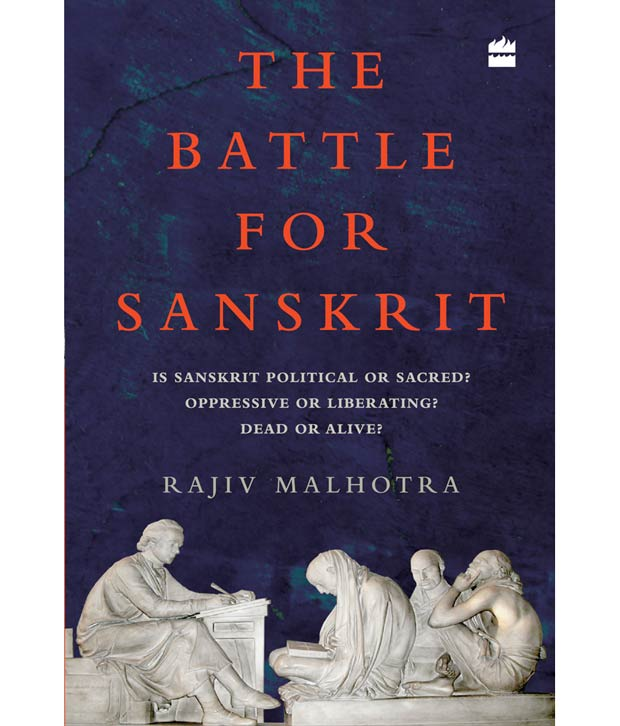 THE
BATTLE
FOR
SANSKRIT
IS SANSKRIT POLITICAL OR SACRED?
OPPRESSIVE OR LIBERATING?
DEAD OR ALIVE?
RAJIV MALHOTRA